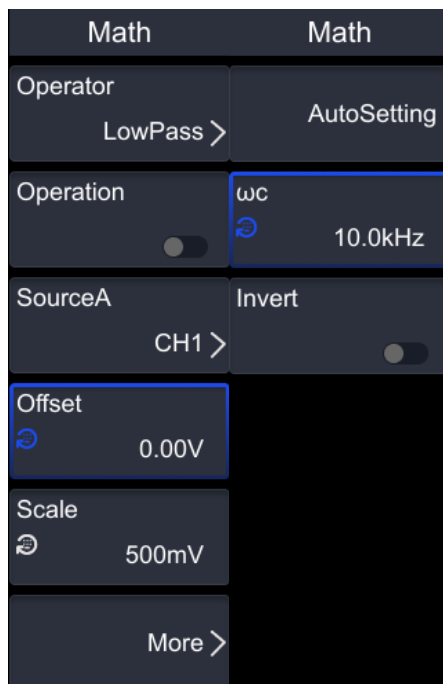 Math
Operator
LowPass >
Operation
SourceA
CH1 >
Offset
0.00V
Scale
500mV
More >
Math
AutoSetting
ωc
10.0kHz
Invert